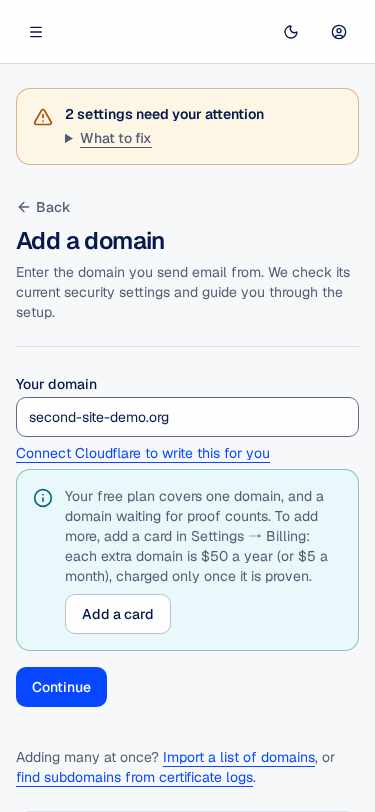 2 settings need your attention
What to fix
Back
Add a domain
Enter the domain you send email from. We check its
current security settings and guide you through the
setup.
Your domain
second-site-demo.org
Connect Cloudflare to write this for you
Your free plan covers one domain, and a
domain waiting for proof counts. To add
more, add a card in Settings → Billing:
each extra domain is $50 a year (or $5 a
month), charged only once it is proven.
Add a card
Continue
Adding many at once? Import a list of domains, or
find subdomains from certificate logs.